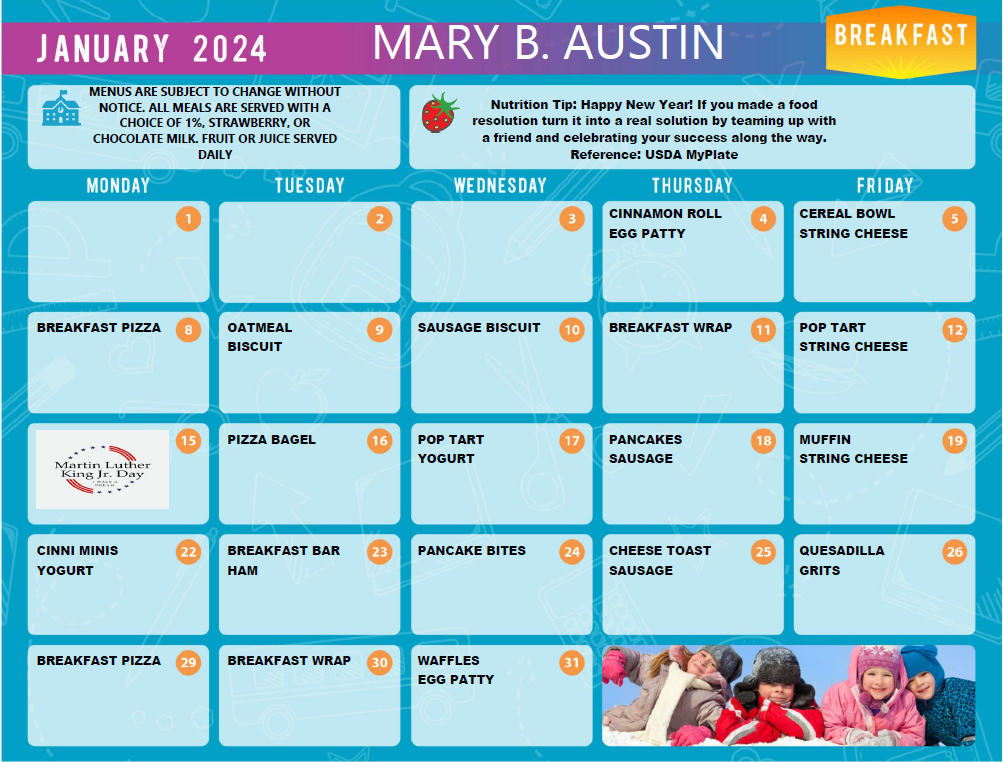 JANUARY 2024
MARY B. AUSTIN
BREAKFAST
MENUS ARE SUBJECT TO CHANGE WITHOUT
NOTICE. ALL MEALS ARE SERVED WITH A
CHOICE OF 1%, STRAWBERRY, OR
CHOCOLATE MILK. FRUIT OR JUICE SERVED
DAILY
Nutrition Tip: Happy New Year! If you made a food
resolution turn it into a real solution by teaming up with
a friend and celebrating your success along the way.
Reference: USDA MyPlate
MONDAY TUESDAY WEDNESDAY THURSDAY FRIDAY
1
2
3
CINNAMON ROLL 4
EGG PATTY
CEREAL BOWL 5
STRING CHEESE
BREAKFAST PIZZA 8
OATMEAL 9
BISCUIT
SAUSAGE BISCUIT 10
BREAKFAST WRAP 11
POP TART 12
STRING CHEESE
15
Martin Luther
King Jr. Day
I HAVE A
DREAM
PIZZA BAGEL 16
POP TART 17
YOGURT
PANCAKES 18
SAUSAGE
MUFFIN 19
STRING CHEESE
CINNI MINIS 22
YOGURT
BREAKFAST BAR 23
HAM
PANCAKE BITES 24
CHEESE TOAST 25
SAUSAGE
QUESADILLA 26
GRITS
BREAKFAST PIZZA 29
BREAKFAST WRAP 30
WAFFLES 31
EGG PATTY